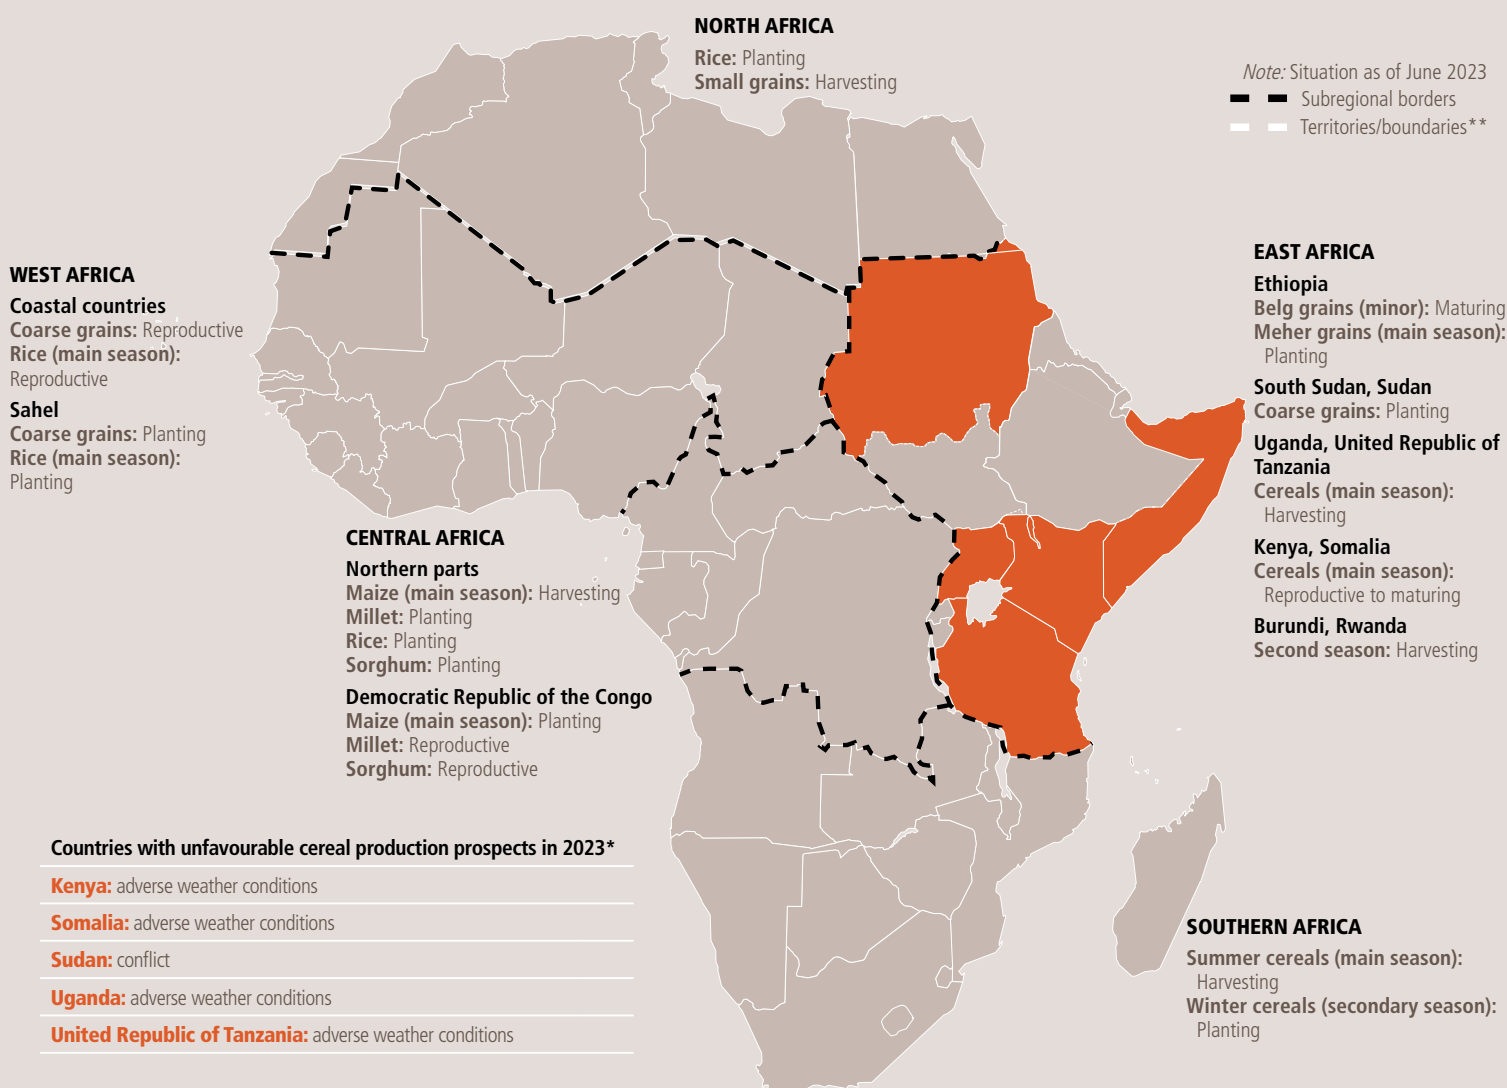 NORTH AFRICA
Rice: Planting
Small grains: Harvesting
Note: Situation as of June 2023
Subregional borders
Territories/boundaries**
WEST AFRICA
Coastal countries
Coarse grains: Reproductive
Rice (main season):
Reproductive
Sahel
Coarse grains: Planting
Rice (main season):
Planting
EAST AFRICA
Ethiopia
Belg grains (minor): Maturing
Meher grains (main season):
Planting
South Sudan, Sudan
Coarse grains: Planting
Uganda, United Republic of
Tanzania
Cereals (main season):
Harvesting
Kenya, Somalia
Cereals (main season):
Reproductive to maturing
Burundi, Rwanda
Second season: Harvesting
CENTRAL AFRICA
Northern parts
Maize (main season): Harvesting
Millet: Planting
Rice: Planting
Sorghum: Planting
Democratic Republic of the Congo
Maize (main season): Planting
Millet: Reproductive
Sorghum: Reproductive
Countries with unfavourable cereal production prospects in 2023*
Kenya: adverse weather conditions
Somalia: adverse weather conditions
Sudan: conflict
Uganda: adverse weather conditions
United Republic of Tanzania: adverse weather conditions
SOUTHERN AFRICA
Summer cereals (main season):
Harvesting
Winter cereals (secondary season):
Planting